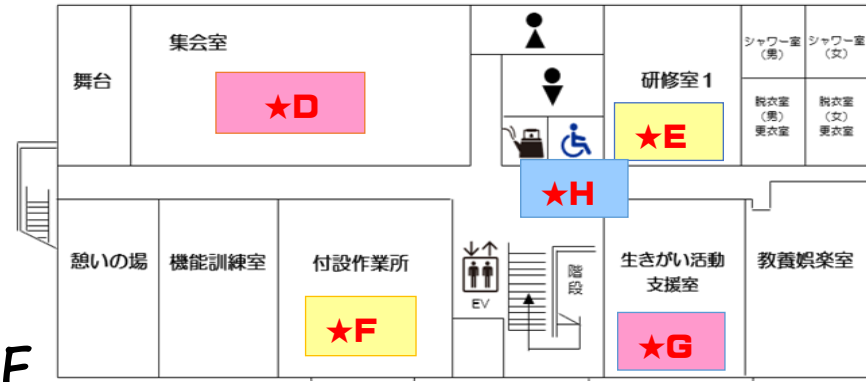 舞台
集会室
★D
研修室1
★E
シャワー室
(男)
シャワー室
(女)
脱衣室
(男)
更衣室
脱衣室
(女)
更衣室
★H
憩いの場
機能訓練室
付設作業所
★F
EV
階段
生きがい活動
支援室
★G
教養娯楽室
F